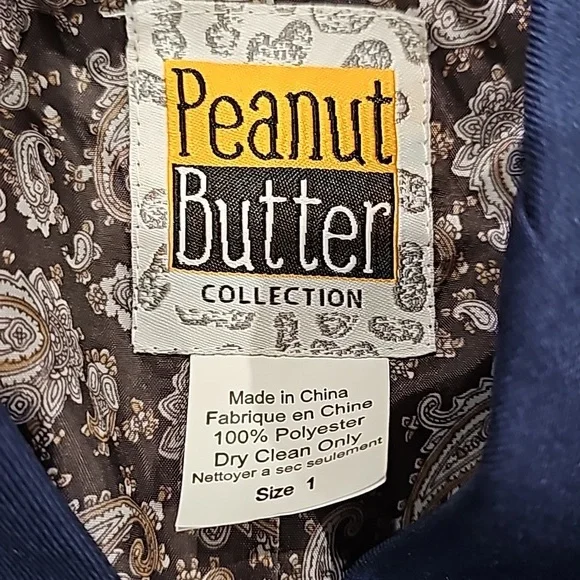 Peanut
Butter
COLLECTION
Made in China
Fabrique en Chine
100% Polyester
Dry Clean Only
Nettoyer a sec seulement
Size 1